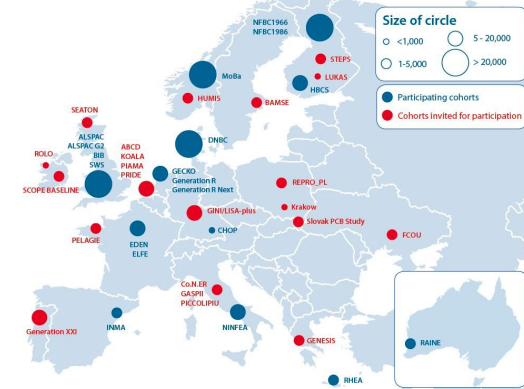 NFBC1966
NFBC1986
Size of circle
<1,000
5 - 20,000
1-5,000
> 20,000
Participating cohorts
Cohorts invited for participation
STEPS
LUKAS
HBCS
MoBa
HUMIS
BAMSE
SEATON
ALSPAC
ALSPAC G2
BIB
SWS
ABCD
KOALA
PIAMA
PRIDE
DNBC
ROLO
SCOPE BASELINE
GECKO
Generation R
Generation R Next
REPRO_PL
Krakow
GINI/LISA-plus
Slovak PCB Study
CHOP
FCOU
PELAGIE
EDEN
ELFE
Co.N.ER
GASPII
PICCOLIPIU
Generation XXI
INMA
NINFEA
GENESIS
RAINE
RHEA